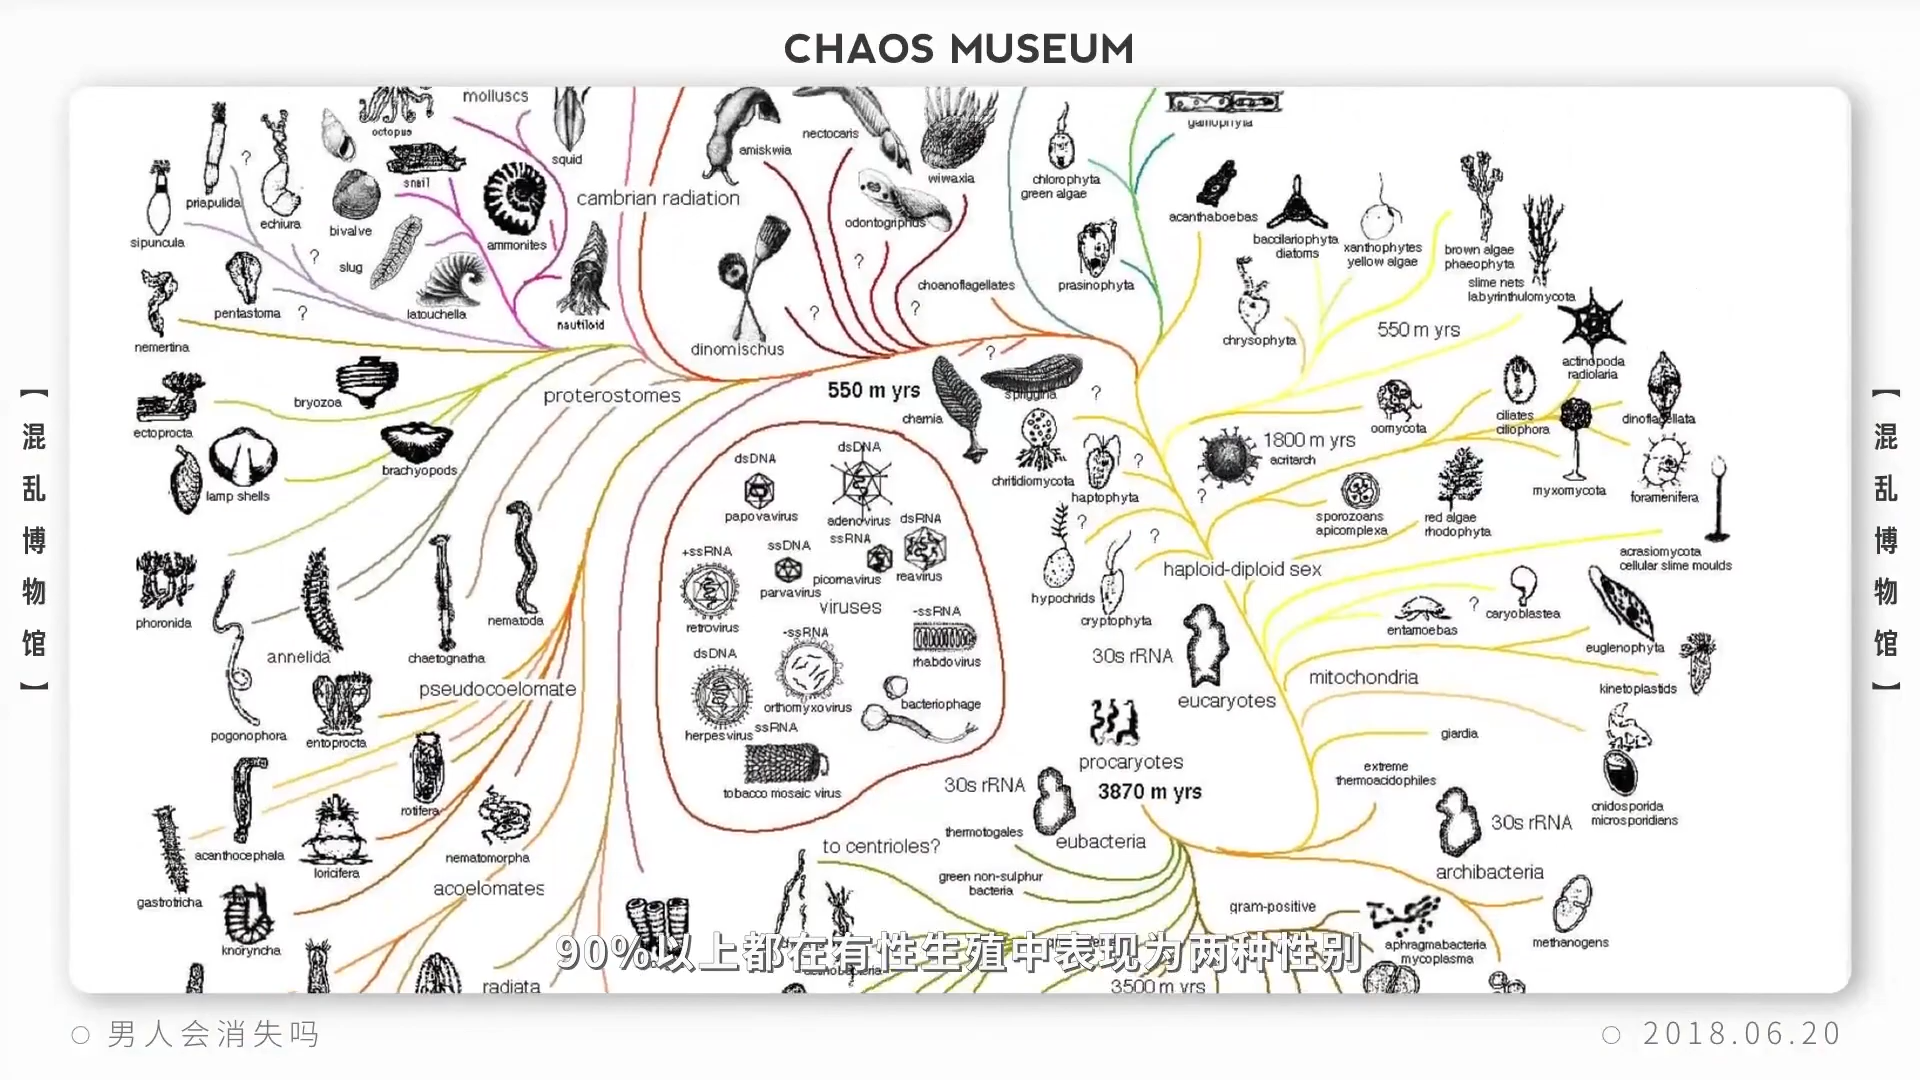 CHAOS MUSEUM
【混乱博物馆】
【混乱博物馆】
molluscs
octopus
squid
snail
priapulida
echiura
bivalve
sipuncula
slug
ammonites
cambrian radiation
pentastoma
latouchella
nautiloid
nemertina
amiskwia
nectocaris
wiwaxia
odontogriphus
dinomischus
choanoflagellates
chlorophyta
green algae
prasinophyta
gamophyta
acanthaboebas
baccilariophyta
diatoms
xanthophytes
yellow algae
brown algae
phaeophyta
slime nets
labyrinthulomycota
chrysophyta
550 m yrs
actinopoda
radiolaria
bryozoa
ectoprocta
lamp shells
brachyopods
proterostomes
550 m yrs
charnia
spriggina
chritidiomycota
haptophyta
1800 m yrs
acritarch
oomycota
ciliates
ciliophora
dinoflagellata
myxomycota
foramenifera
sporozoans
apicomplexa
red algae
rhodophyta
acrasiomycota
cellular slime moulds
dsDNA
papovavirus
dsDNA
adenovirus
dsRNA
reavirus
ssRNA
picornavirus
ssDNA
parvavirus
+ssRNA
retrovirus
viruses
-ssRNA
rhabdovirus
-ssRNA
orthomyxovirus
dsDNA
herpesvirus
bacteriophage
ssRNA
tobacco mosaic virus
phoronida
annelida
chaetognatha
nematoda
pseudocoelomate
pogonophora
entoprocta
rotifera
acanthocephala
loricifera
nematomorpha
gastrotricha
acoelomates
knoryncha
radiata
hypochrids
cryptophyta
haploid-diploid sex
30s rRNA
eucaryotes
entamoebas
caryoblastea
euglenophyta
mitochondria
kinetoplastids
giardia
procaryotes
3870 m yrs
extreme
thermoacidophiles
cnidosporida
microsporidians
30s rRNA
eubacteria
thermotogales
to centrioles?
green non-sulphur
bacteria
30s rRNA
archibacteria
gram-positive
aphragmabacteria
mycoplasma
methanogens
3500 m yrs
90%以上都在有性生殖中表现为两种性别
男人会消失吗
2018.06.20